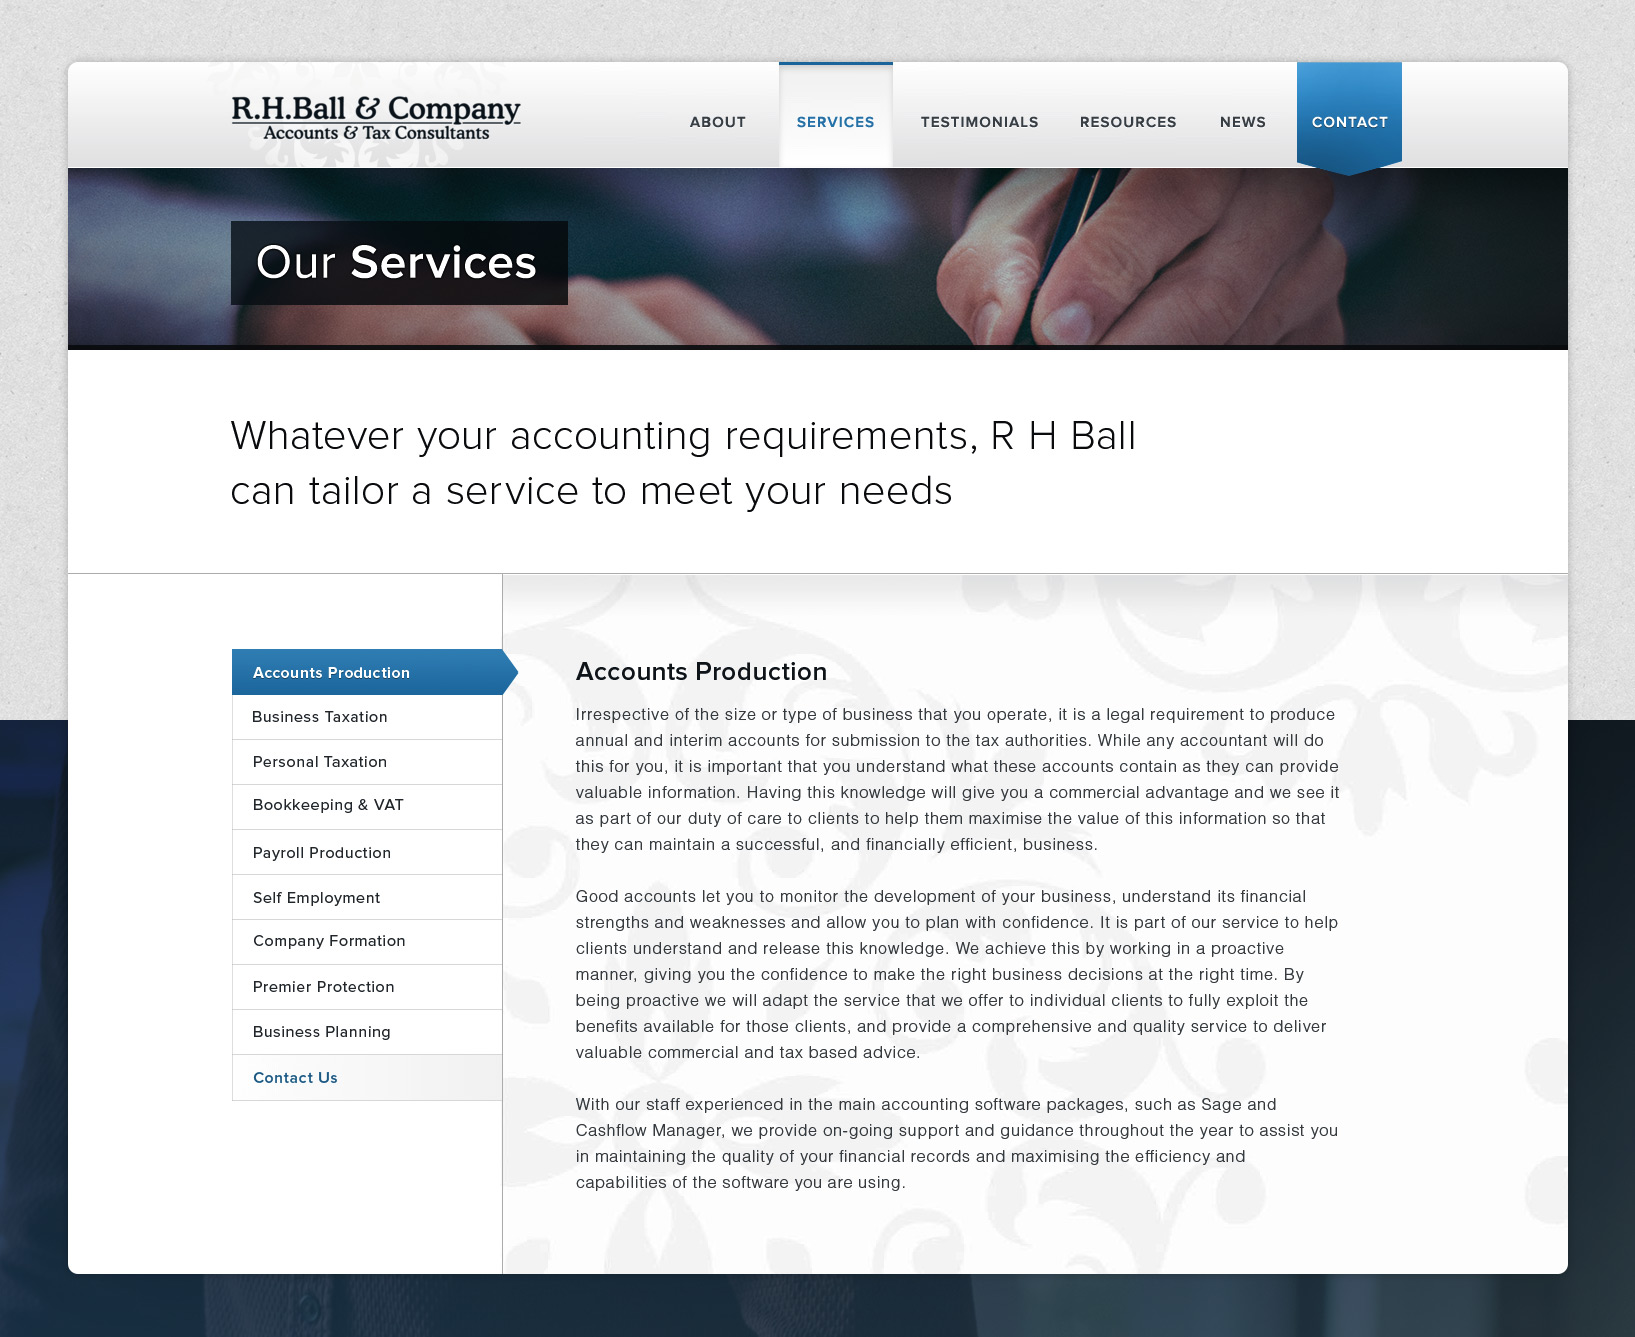 R.H.Ball & Company
Accounts & Tax Consultants
ABOUT
SERVICES
TESTIMONIALS
RESOURCES
NEWS
CONTACT
Our Services
Whatever your accounting requirements, R H Ball
can tailor a service to meet your needs
Accounts Production
Business Taxation
Personal Taxation
Bookkeeping & VAT
Payroll Production
Self Employment
Company Formation
Premier Protection
Business Planning
Contact Us
Accounts Production
Irrespective of the size or type of business that you operate, it is a legal requirement to produce
annual and interim accounts for submission to the tax authorities. While any accountant will do
this for you, it is important that you understand what these accounts contain as they can provide
valuable information. Having this knowledge will give you a commercial advantage and we see it
as part of our duty of care to clients to help them maximise the value of this information so that
they can maintain a successful, and financially efficient, business.
Good accounts let you to monitor the development of your business, understand its financial
strengths and weaknesses and allow you to plan with confidence. It is part of our service to help
clients understand and release this knowledge. We achieve this by working in a proactive
manner, giving you the confidence to make the right business decisions at the right time. By
being proactive we will adapt the service that we offer to individual clients to fully exploit the
benefits available for those clients, and provide a comprehensive and quality service to deliver
valuable commercial and tax based advice.
With our staff experienced in the main accounting software packages, such as Sage and
Cashflow Manager, we provide on-going support and guidance throughout the year to assist you
in maintaining the quality of your financial records and maximising the efficiency and
capabilities of the software you are using.